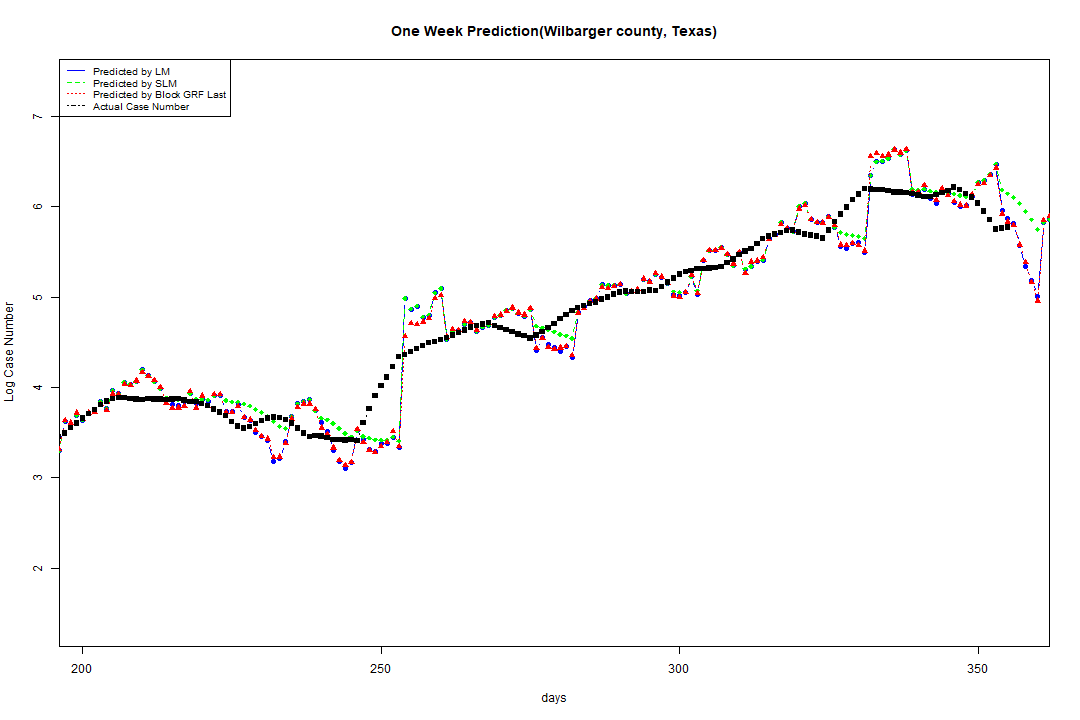 One Week Prediction(Wilbarger county, Texas)
Predicted by LM
Predicted by SLM
Predicted by Block GRF Last
Actual Case Number
7
6
5
4
3
2
Log Case Number
200 250 300 350
days